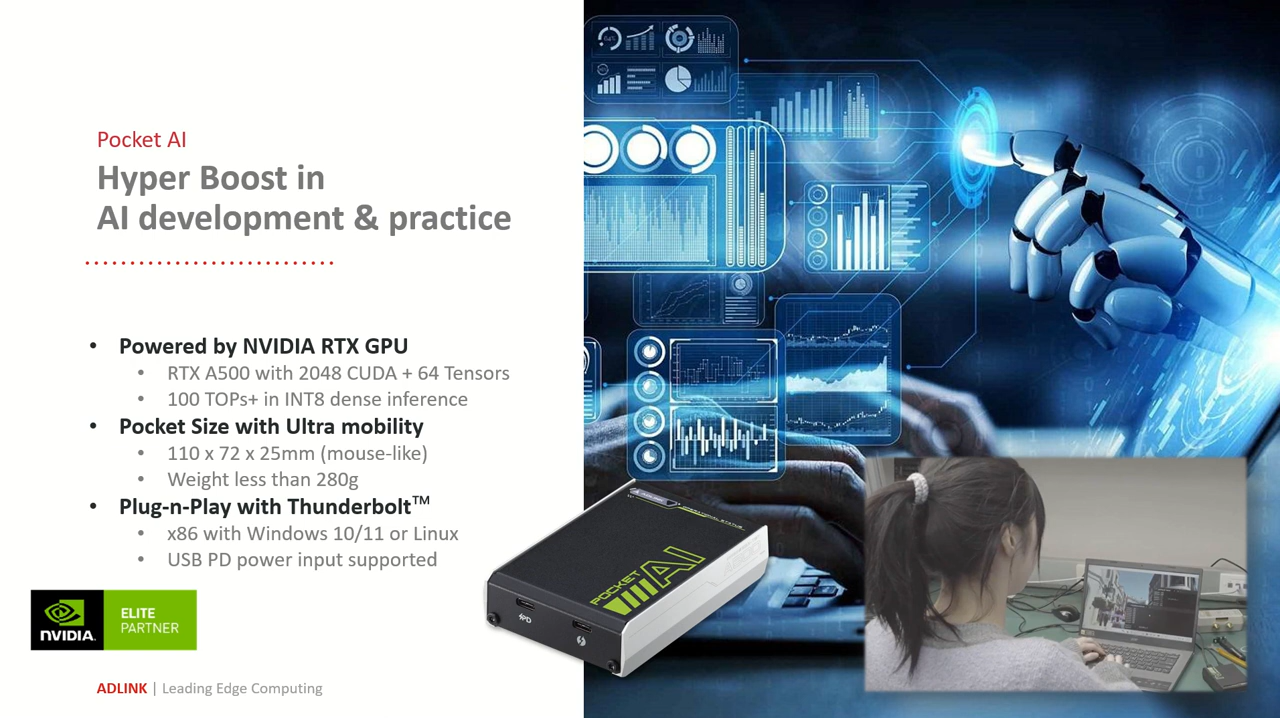 Pocket AI
Hyper Boost in
AI development & practice
• Powered by NVIDIA RTX GPU
• RTX A500 with 2048 CUDA + 64 Tensors
• 100 TOPs+ in INT8 dense inference
• Pocket Size with Ultra mobility
• 110 x 72 x 25mm (mouse-like)
• Weight less than 280g
• Plug-n-Play with Thunderbolt™
• x86 with Windows 10/11 or Linux
• USB PD power input supported
NVIDIA. ELITE
PARTNER
ADLINK | Leading Edge Computing
POCKET
AI
PD